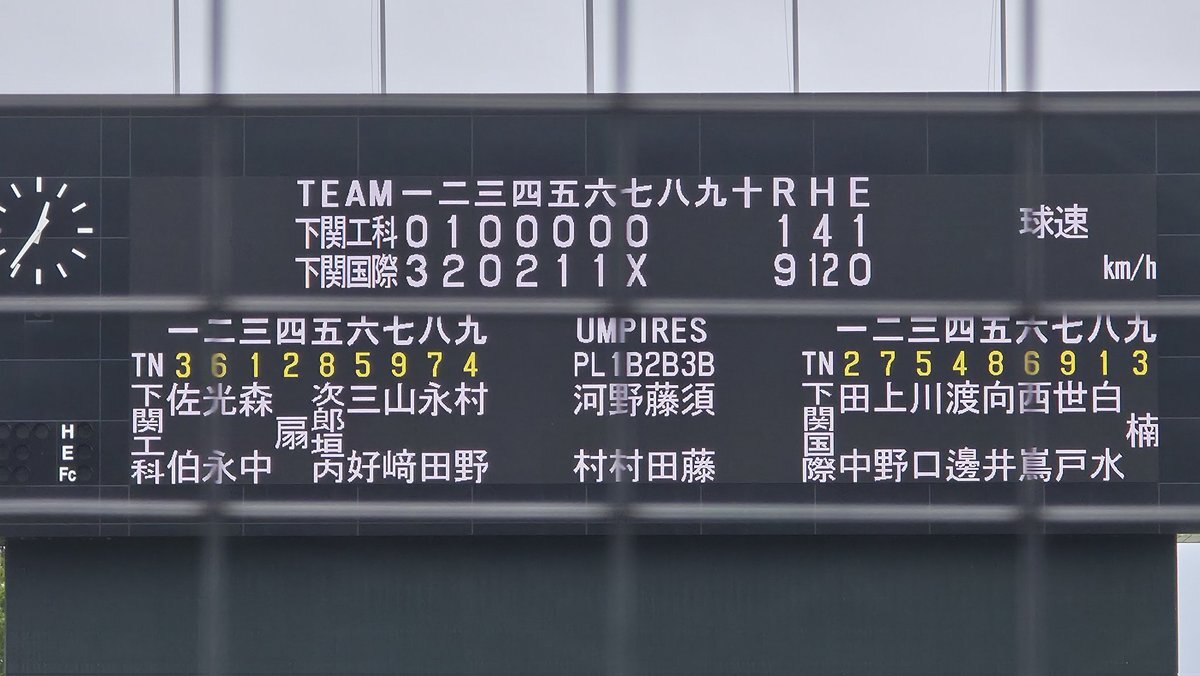 TEAM 一二三四五六七八九十 R H E
下関工科 0 1 0 0 0 0 0 1 4 1
下関国際 3 2 0 2 1 1 X 9 12 0
球速
km/h
一二三四五六七八九
TN 3 6 1 2 8 5 9 7 4
下関工科 佐伯 光永 森中 扇 次郎垣内 三好 山﨑 永田 村野
UMPIRES
PL 1B 2B 3B
河村 野村 藤田 須藤
一二三四五六七八九
TN 2 7 5 4 8 6 9 1 3
下関国際 田中 上野 川口 渡邊 向井 西嶌 世戸 白水 楠
H
E
Fc